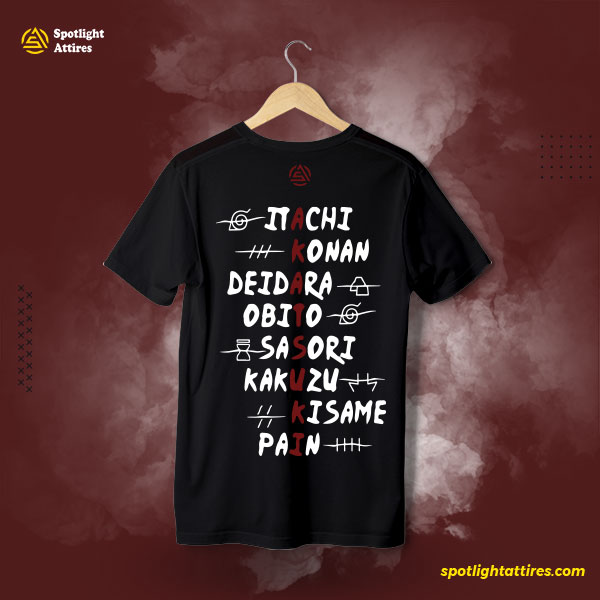 Spotlight
Attires
ITACHI
KONAN
DEIDARA
OBITO
SASORI
KAKUZU
KISAME
PAIN
spotlightattires.com